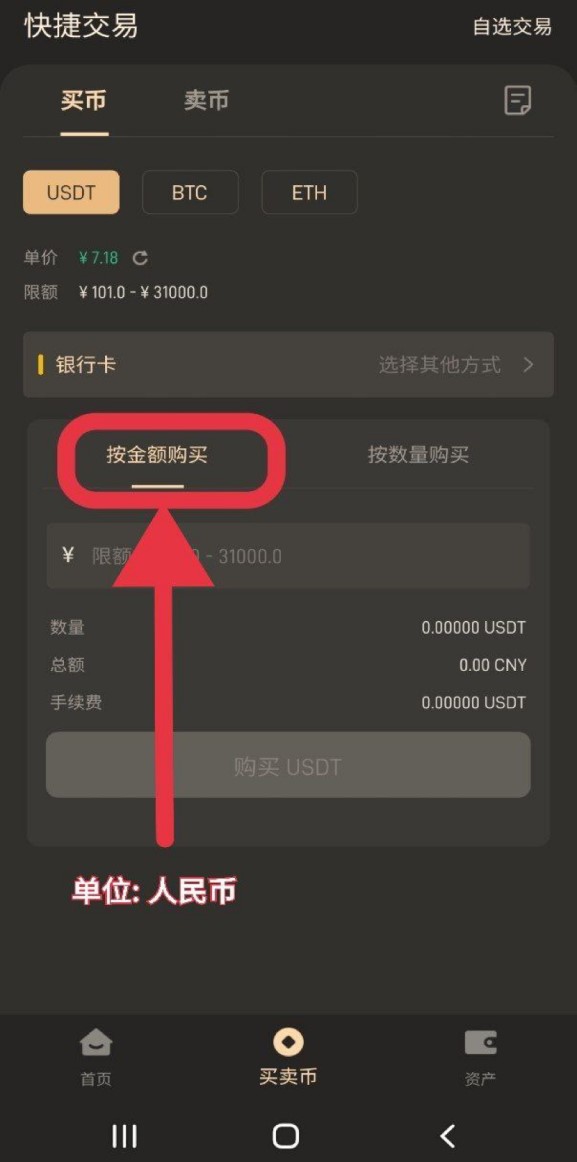 快捷交易 自选交易
买币 卖币
USDT BTC ETH
单价 ¥7.18
限额 ¥101.0 - ¥31000.0
银行卡 选择其他方式
按金额购买 按数量购买
¥ 限额 - 31000.0
数量 0.00000 USDT
总额 0.00 CNY
手续费 0.00000 USDT
购买 USDT
单位: 人民币
首页 买卖币 资产